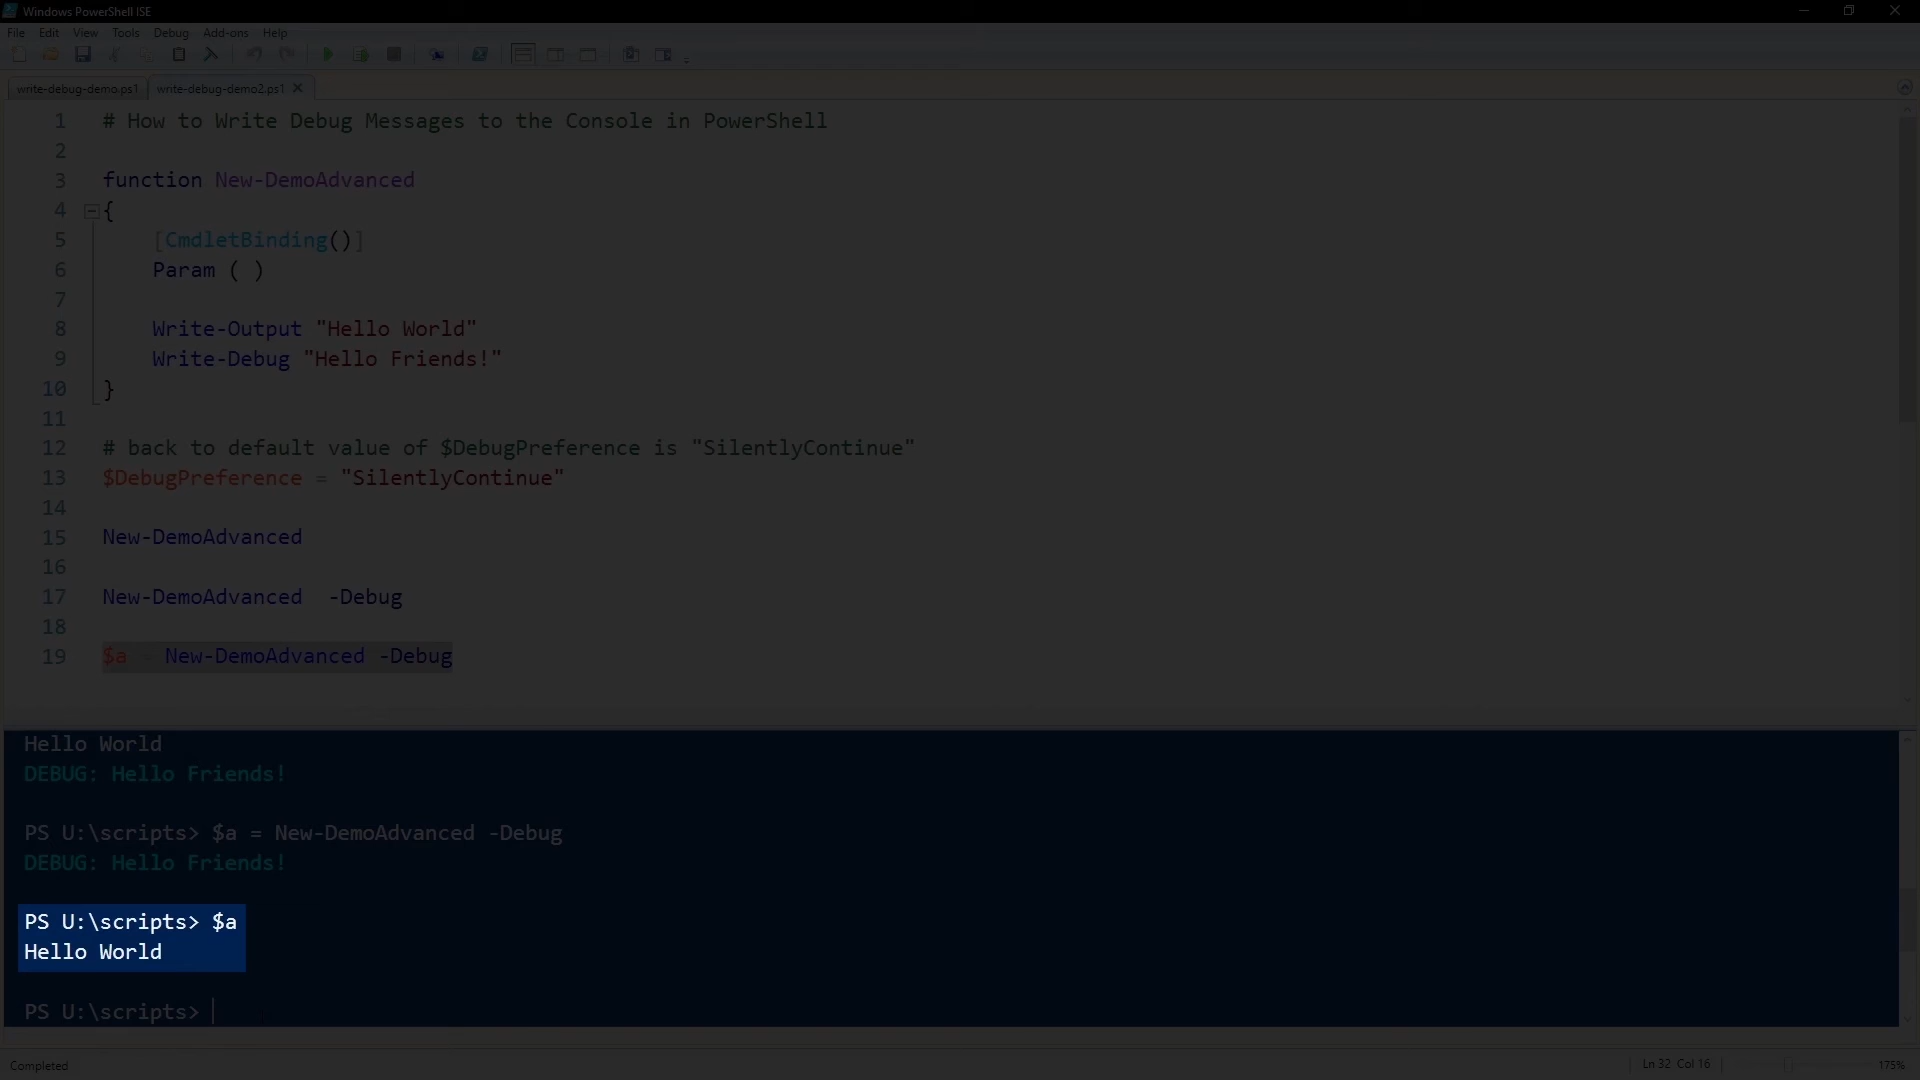 Windows PowerShell ISE
File Edit View Tools Debug Add-ons Help
write-debug-demo.ps1 write-debug-demo2.ps1
1 # How to Write Debug Messages to the Console in PowerShell
2
3 function New-DemoAdvanced
4 {
5 [CmdletBinding()]
6 Param ( )
7
8 Write-Output "Hello World"
9 Write-Debug "Hello Friends!"
10 }
11
12 # back to default value of $DebugPreference is "SilentlyContinue"
13 $DebugPreference = "SilentlyContinue"
14
15 New-DemoAdvanced
16
17 New-DemoAdvanced  -Debug
18
19 $a = New-DemoAdvanced -Debug
Hello World
DEBUG: Hello Friends!
PS U:\scripts> $a = New-DemoAdvanced -Debug
DEBUG: Hello Friends!
PS U:\scripts> $a
Hello World
PS U:\scripts>
Completed Ln 32 Col 16 175%